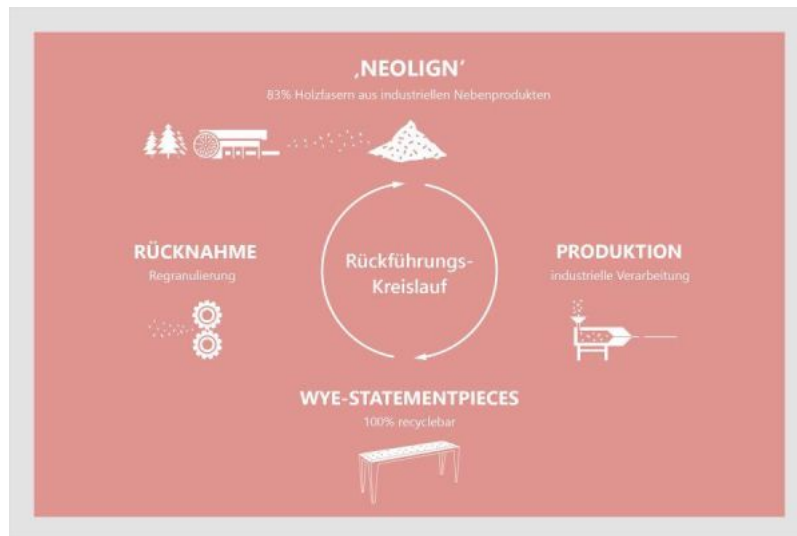 ‚NEOLIGN’
83% Holzfasern aus industriellen Nebenprodukten
RÜCKNAHME
Regranulierung
Rückführungs-
Kreislauf
PRODUKTION
industrielle Verarbeitung
WYE-STATEMENTPIECES
100% recyclebar